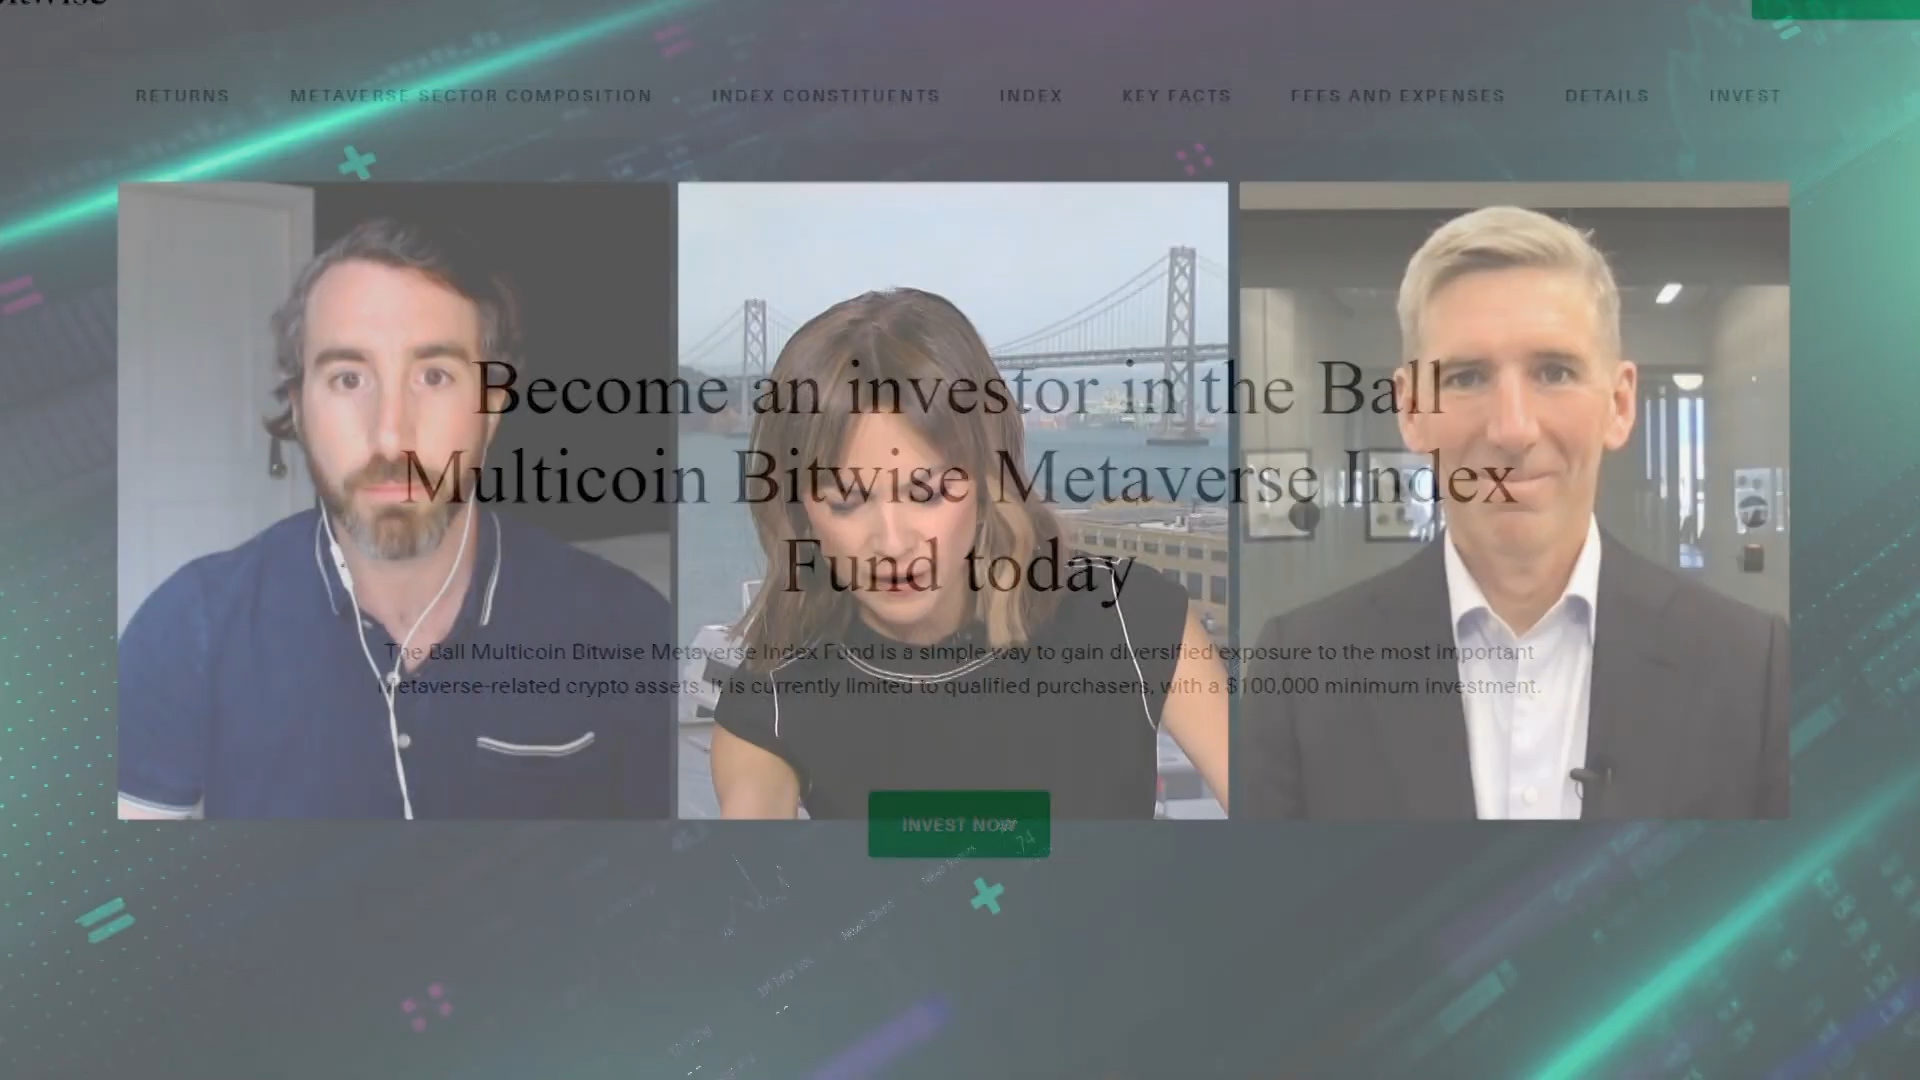 RETURNS METAVERSE SECTOR COMPOSITION INDEX CONSTITUENTS INDEX KEY FACTS FEES AND EXPENSES DETAILS INVEST
Become an investor in the Ball
Multicoin Bitwise Metaverse Index
Fund today
The Ball Multicoin Bitwise Metaverse Index Fund is a simple way to gain diversified exposure to the most important
Metaverse-related crypto assets. It is currently limited to qualified purchasers, with a $100,000 minimum investment.
INVEST NOW